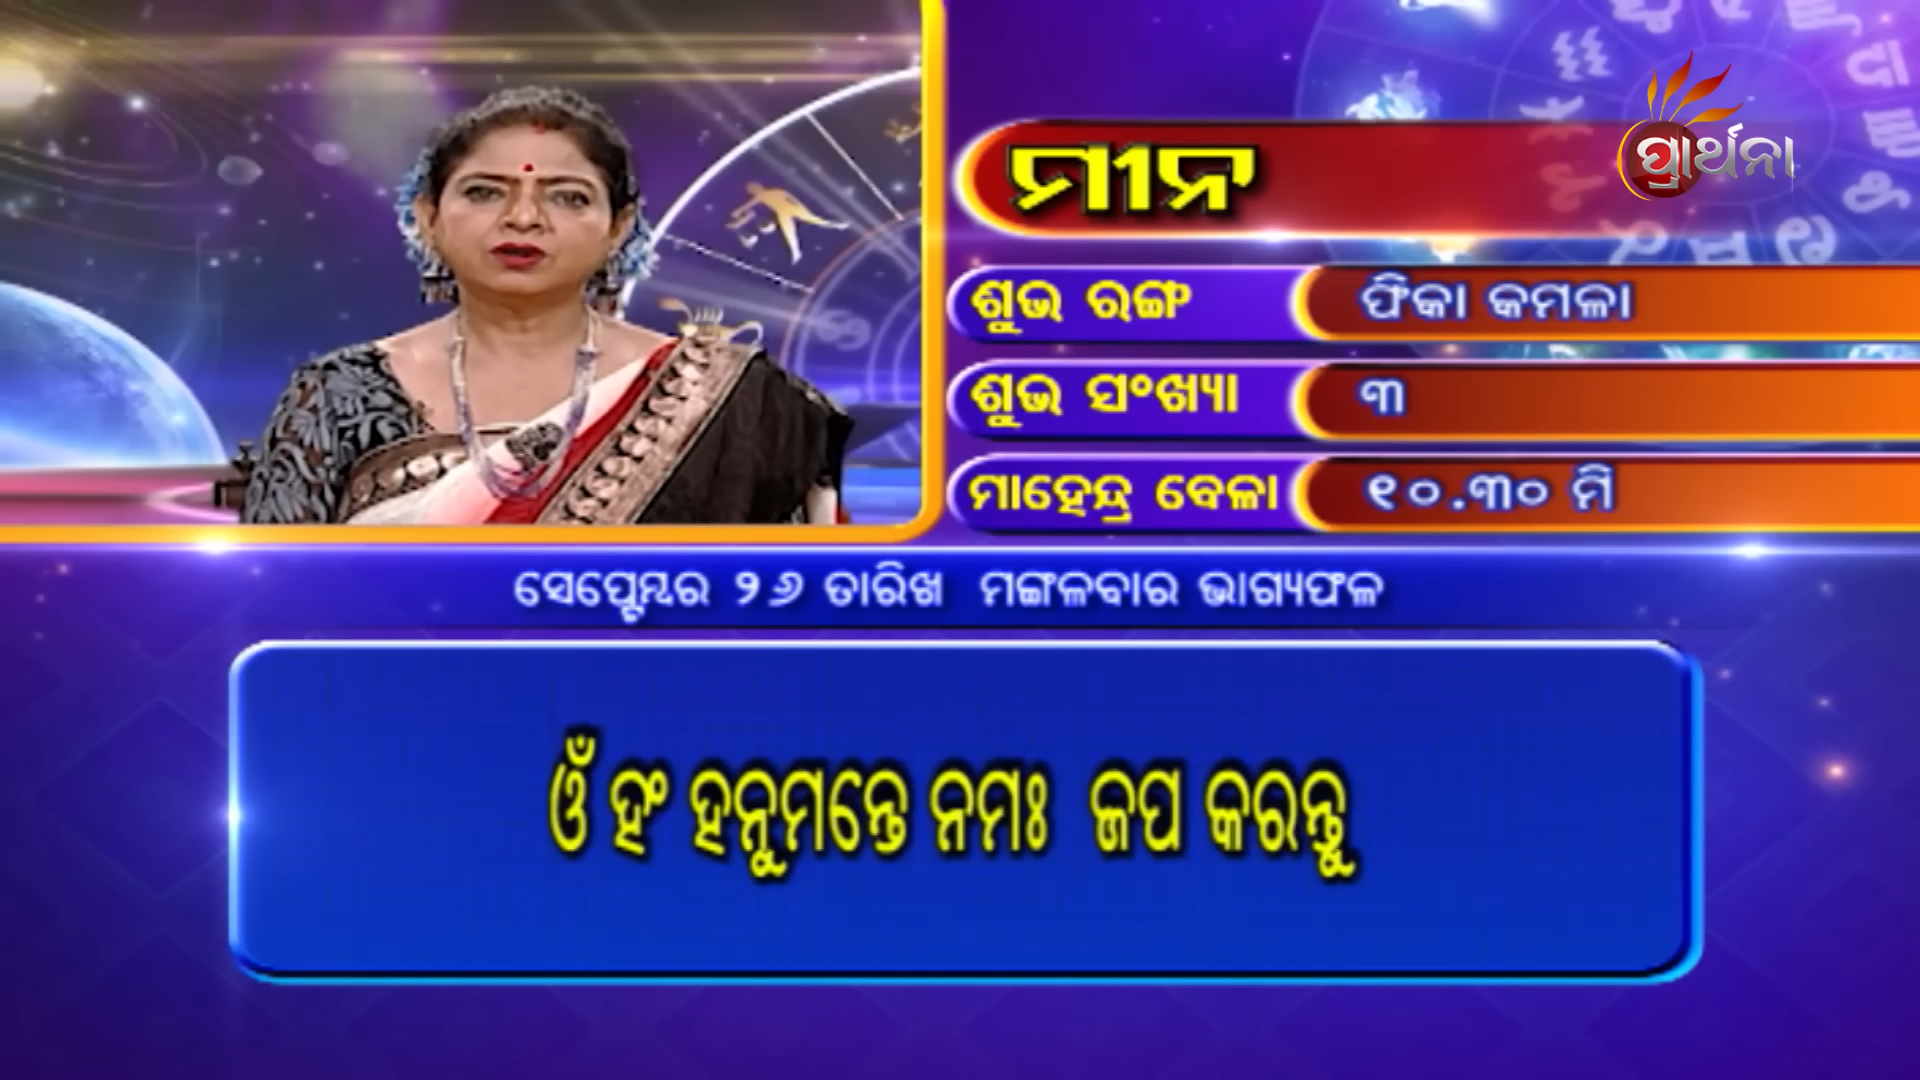 ମୀନ
ପ୍ରାର୍ଥନା
ଶୁଭ ରଙ୍ଗ ଫିକା କମଳା
ଶୁଭ ସଂଖ୍ୟା ୩
ମାହେନ୍ଦ୍ର ବେଳା ୧୦.୩୦ ମି
ସେପ୍ଟେମ୍ବର ୨୬ ତାରିଖ ମଙ୍ଗଳବାର ଭାଗ୍ୟଫଳ
ଓଁ ହଂ ହନୁମନ୍ତେ ନମଃ ଜପ କରନ୍ତୁ